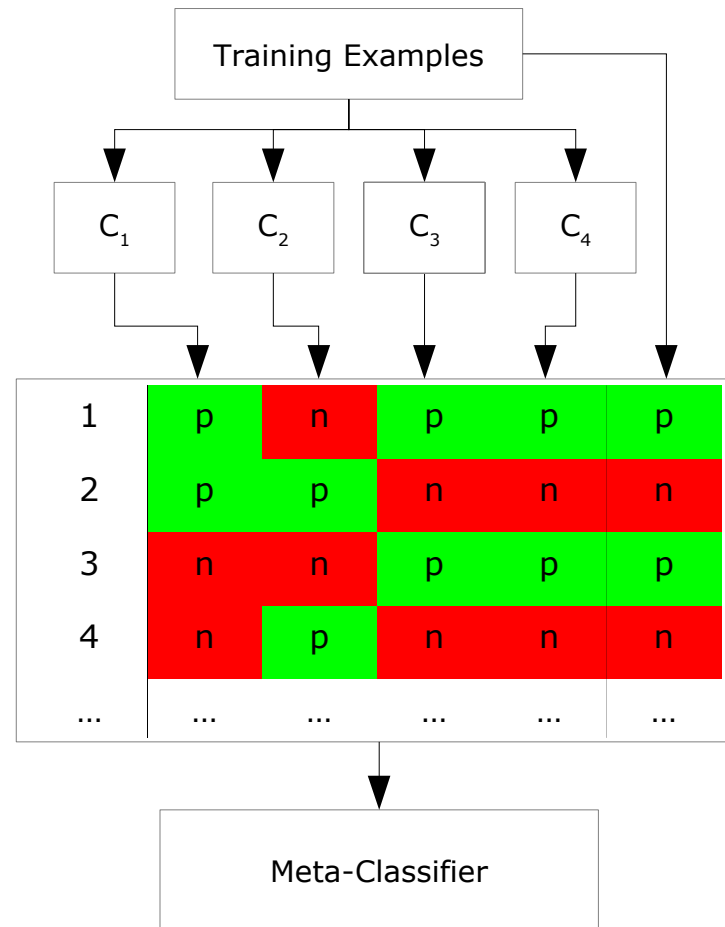 Training Examples
C1 C2 C3 C4
1 p n p p p
2 p p n n n
3 n n p p p
4 n p n n n
... ... ... ... ... ...
Meta-Classifier